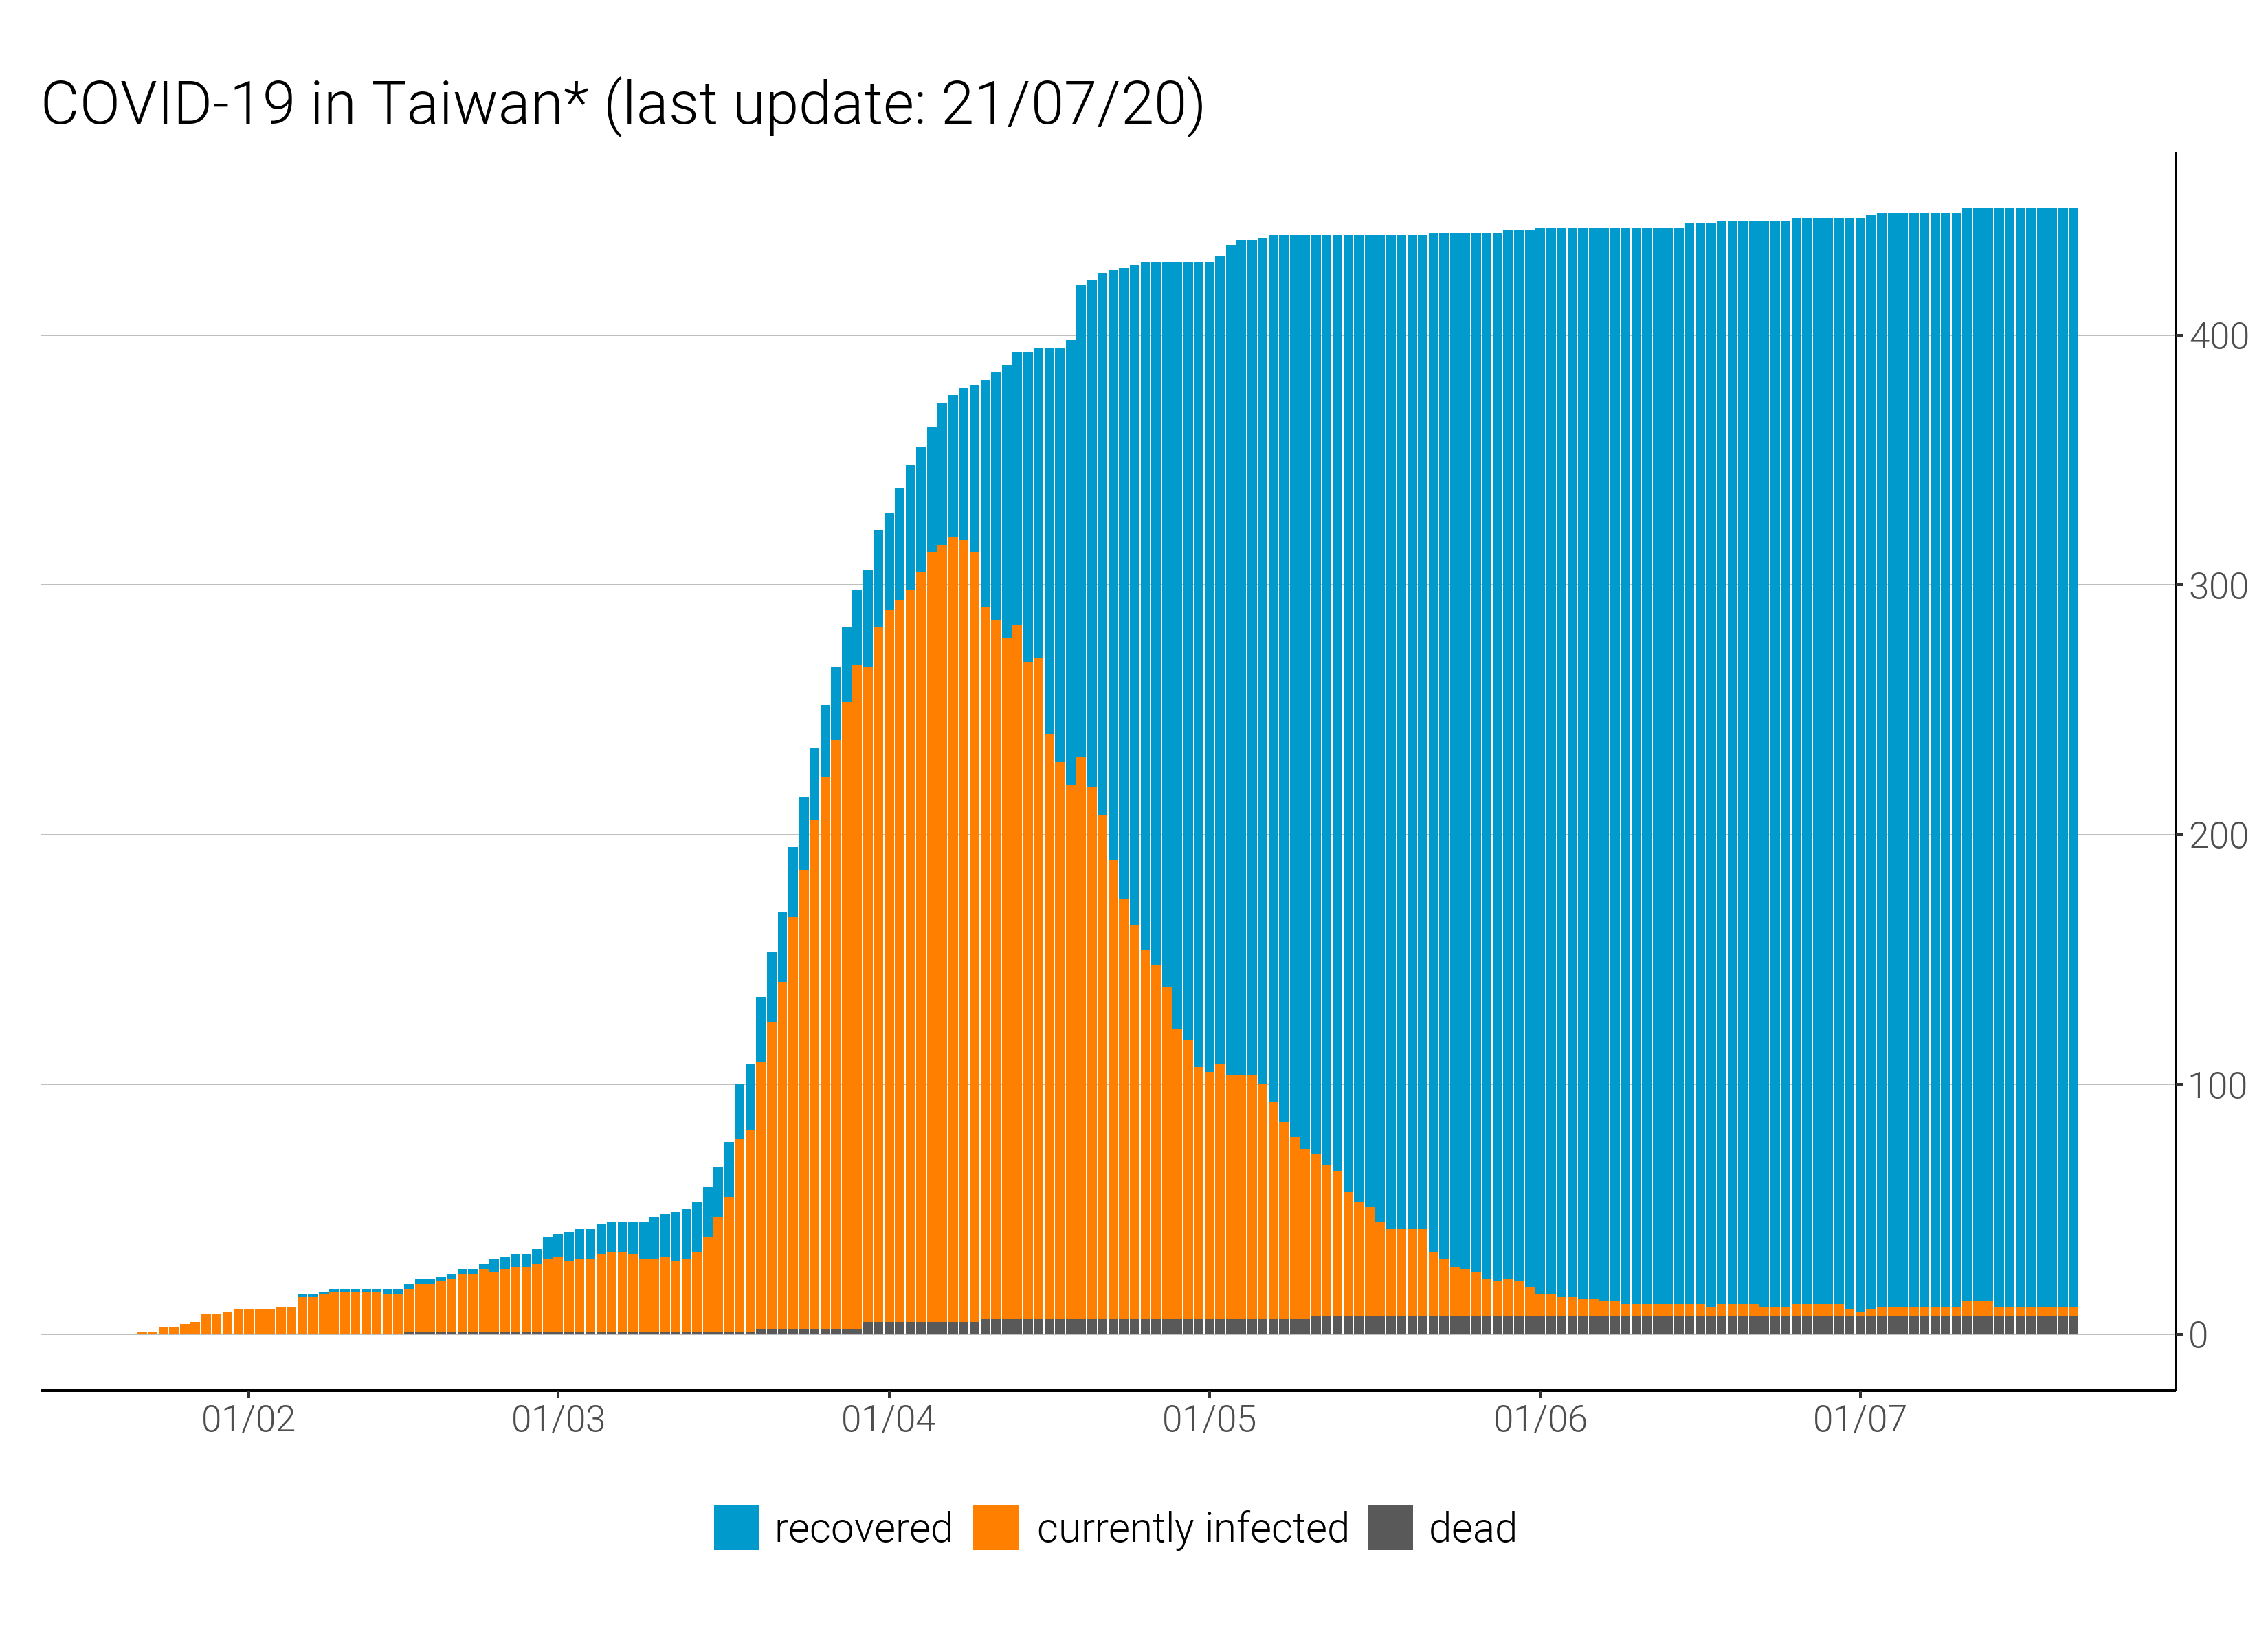 COVID-19 in Taiwan* (last update: 21/07/20)
400
300
200
100
0
01/02 01/03 01/04 01/05 01/06 01/07
recovered currently infected dead